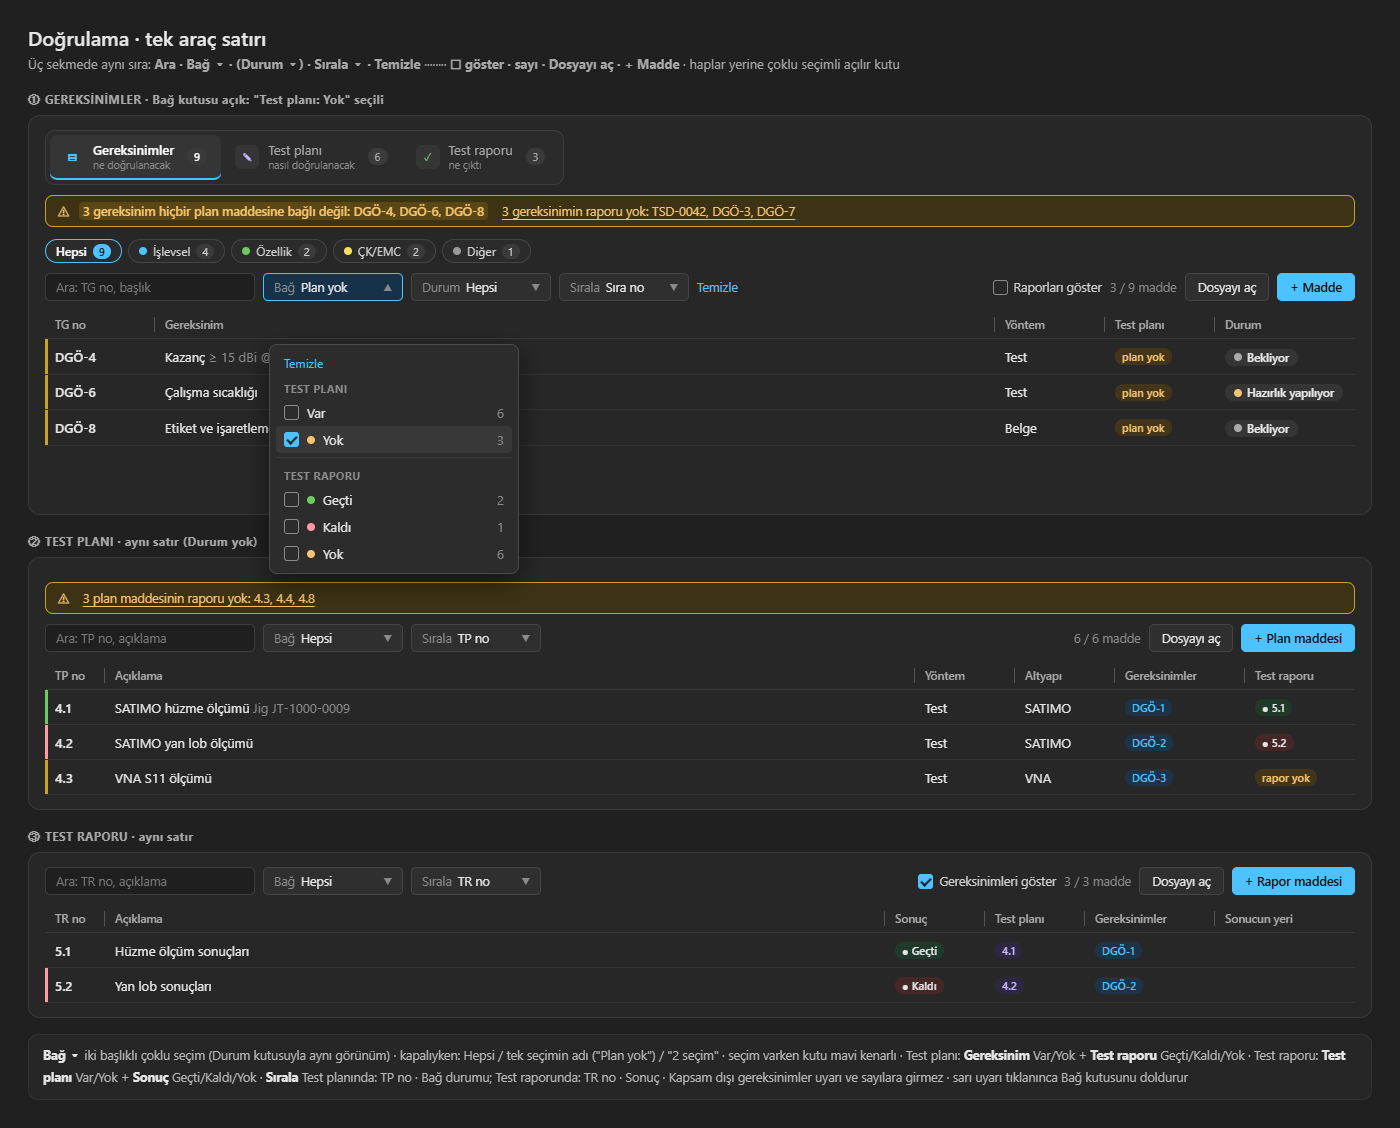 Doğrulama · tek araç satırı
Üç sekmede aynı sıra: Ara · Bağ ▾ · (Durum ▾) · Sırala ▾ · Temizle ········ ☐ göster · sayı · Dosyayı aç · + Madde · haplar yerine çoklu seçimli açılır kutu
① GEREKSİNİMLER · Bağ kutusu açık: "Test planı: Yok" seçili
Gereksinimler 9
ne doğrulanacak
Test planı 6
nasıl doğrulanacak
Test raporu 3
ne çıktı
⚠ 3 gereksinim hiçbir plan maddesine bağlı değil: DGÖ-4, DGÖ-6, DGÖ-8 3 gereksinimin raporu yok: TSD-0042, DGÖ-3, DGÖ-7
Hepsi 9 İşlevsel 4 Özellik 2 ÇK/EMC 2 Diğer 1
Ara: TG no, başlık Bağ Plan yok ▲ Durum Hepsi ▼ Sırala Sıra no ▼ Temizle ☐ Raporları göster 3 / 9 madde Dosyayı aç + Madde
TG no Gereksinim Yöntem Test planı Durum
DGÖ-4 Kazanç ≥ 15 dBi Test plan yok Bekliyor
DGÖ-6 Çalışma sıcaklığı Test plan yok Hazırlık yapılıyor
DGÖ-8 Etiket ve işaretlem Belge plan yok Bekliyor
Temizle
TEST PLANI
Var 6
Yok 3
TEST RAPORU
Geçti 2
Kaldı 1
Yok 6
② TEST PLANI · aynı satır (Durum yok)
⚠ 3 plan maddesinin raporu yok: 4.3, 4.4, 4.8
Ara: TP no, açıklama Bağ Hepsi ▼ Sırala TP no ▼ 6 / 6 madde Dosyayı aç + Plan maddesi
TP no Açıklama Yöntem Altyapı Gereksinimler Test raporu
4.1 SATIMO hüzme ölçümü Jig JT-1000-0009 Test SATIMO DGÖ-1 ● 5.1
4.2 SATIMO yan lob ölçümü Test SATIMO DGÖ-2 ● 5.2
4.3 VNA S11 ölçümü Test VNA DGÖ-3 rapor yok
③ TEST RAPORU · aynı satır
Ara: TR no, açıklama Bağ Hepsi ▼ Sırala TR no ▼ ☑ Gereksinimleri göster 3 / 3 madde Dosyayı aç + Rapor maddesi
TR no Açıklama Sonuç Test planı Gereksinimler Sonucun yeri
5.1 Hüzme ölçüm sonuçları ● Geçti 4.1 DGÖ-1
5.2 Yan lob sonuçları ● Kaldı 4.2 DGÖ-2
Bağ ▾ iki başlıklı çoklu seçim (Durum kutusuyla aynı görünüm) · kapalıyken: Hepsi / tek seçimin adı ("Plan yok") / "2 seçim" · seçim varken kutu mavi kenarlı · Test planı: Gereksinim Var/Yok + Test raporu Geçti/Kaldı/Yok · Test raporu: Test
planı Var/Yok + Sonuç Geçti/Kaldı/Yok · Sırala Test planında: TP no · Bağ durumu; Test raporunda: TR no · Sonuç · Kapsam dışı gereksinimler uyarı ve sayılara girmez · sarı uyarı tıklanınca Bağ kutusunu doldurur